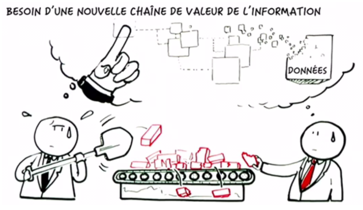 BESOIN D'UNE NOUVELLE CHAÎNE DE VALEUR DE L'INFORMATION
DONNÉES